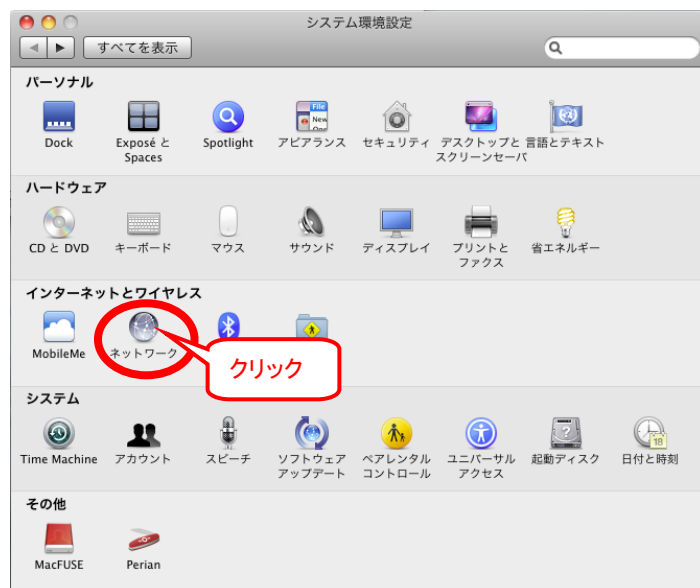 システム環境設定
すべてを表示
パーソナル
Dock
Exposé と
Spaces
Spotlight
File
New
アピアランス
セキュリティ
デスクトップと
スクリーンセーバ
言語とテキスト
ハードウェア
CD と DVD
キーボード
マウス
サウンド
ディスプレイ
プリントと
ファクス
省エネルギー
インターネットとワイヤレス
MobileMe
ネットワーク
クリック
システム
Time Machine
アカウント
スピーチ
ソフトウェア
アップデート
ペアレンタル
コントロール
ユニバーサル
アクセス
起動ディスク
18
日付と時刻
その他
MacFUSE
Perian